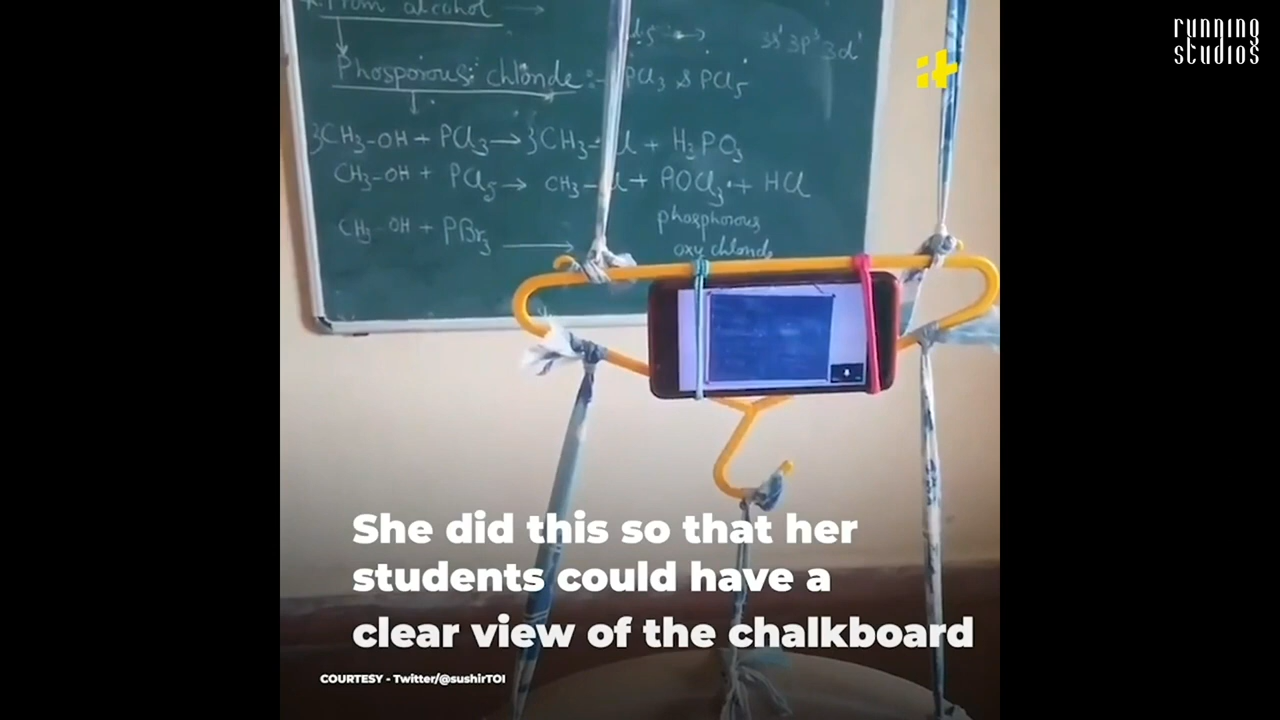 From alcohol
3s¹ 3p³ 3d¹
Phosporous chloride :- PCl₃ & PCl₅
3CH₃-OH + PCl₃ → 3CH₃-Cl + H₃PO₃
CH₃-OH + PCl₅ → CH₃-Cl + POCl₃ + HCl
CH₃-OH + PBr₃ →
phosphorous
oxy chloride
She did this so that her
students could have a
clear view of the chalkboard
COURTESY - Twitter/@sushirTOI
running
studios